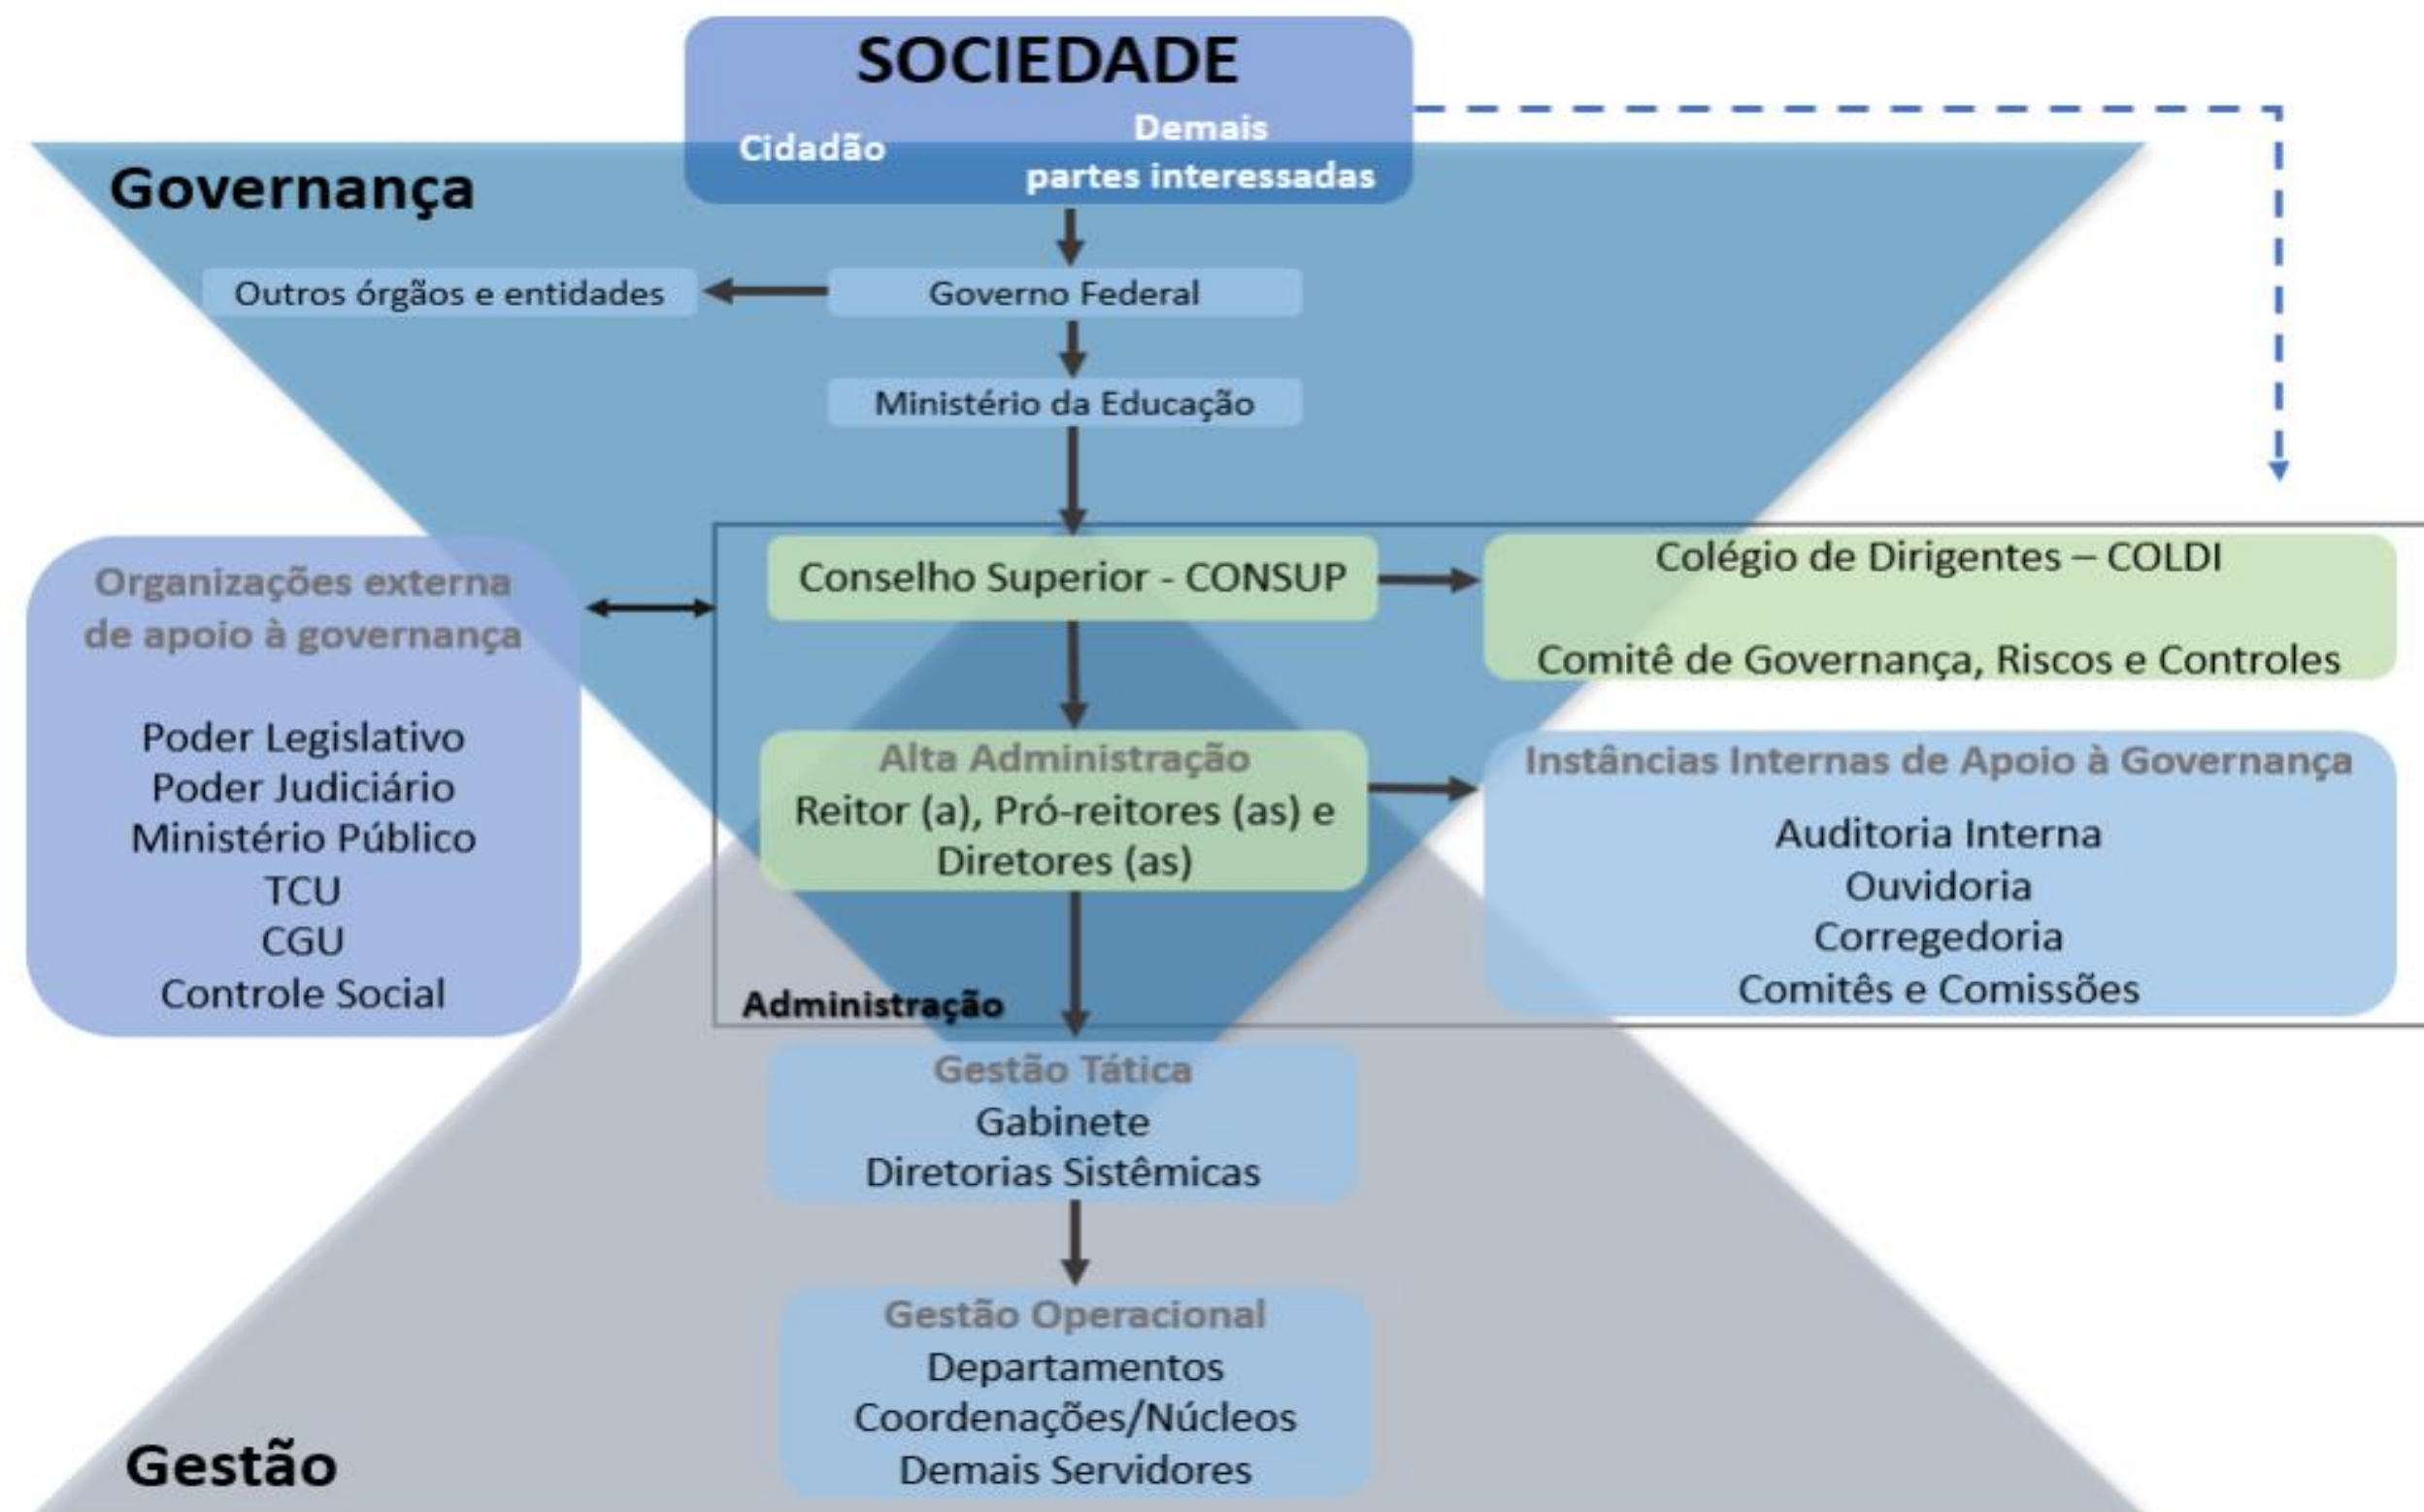 SOCIEDADE
Cidadão
Demais
partes interessadas
Governança
Outros órgãos e entidades
Governo Federal
Ministério da Educação
Organizações externa
de apoio à governança
Poder Legislativo
Poder Judiciário
Ministério Público
TCU
CGU
Controle Social
Conselho Superior - CONSUP
Colégio de Dirigentes – COLDI
Comitê de Governança, Riscos e Controles
Alta Administração
Reitor (a), Pró-reitores (as) e
Diretores (as)
Instâncias Internas de Apoio à Governança
Auditoria Interna
Ouvidoria
Corregedoria
Comitês e Comissões
Administração
Gestão Tática
Gabinete
Diretorias Sistêmicas
Gestão Operacional
Departamentos
Coordenações/Núcleos
Demais Servidores
Gestão